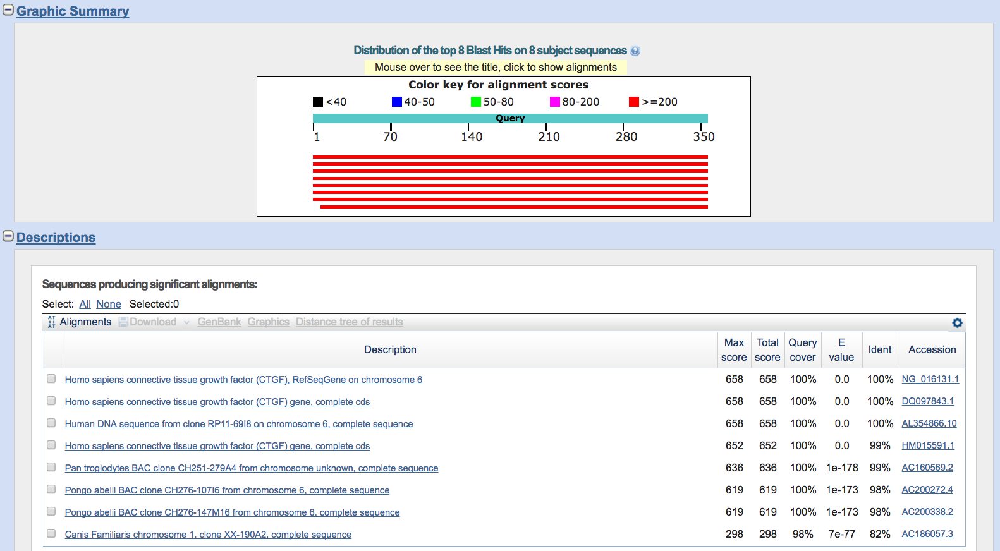 Graphic Summary
Distribution of the top 8 Blast Hits on 8 subject sequences
Mouse over to see the title, click to show alignments
Color key for alignment scores
<40 40-50 50-80 80-200 >=200
Query
1 70 140 210 280 350
Descriptions
Sequences producing significant alignments:
Select: All None Selected:0
Alignments Download GenBank Graphics Distance tree of results
Description Max score Total score Query cover E value Ident Accession
Homo sapiens connective tissue growth factor (CTGF), RefSeqGene on chromosome 6 658 658 100% 0.0 100% NG_016131.1
Homo sapiens connective tissue growth factor (CTGF) gene, complete cds 658 658 100% 0.0 100% DQ097843.1
Human DNA sequence from clone RP11-69I8 on chromosome 6, complete sequence 658 658 100% 0.0 100% AL354866.10
Homo sapiens connective tissue growth factor (CTGF) gene, complete cds 652 652 100% 0.0 99% HM015591.1
Pan troglodytes BAC clone CH251-279A4 from chromosome unknown, complete sequence 636 636 100% 1e-178 99% AC160569.2
Pongo abelii BAC clone CH276-107I6 from chromosome 6, complete sequence 619 619 100% 1e-173 98% AC200272.4
Pongo abelii BAC clone CH276-147M16 from chromosome 6, complete sequence 619 619 100% 1e-173 98% AC200338.2
Canis Familiaris chromosome 1, clone XX-190A2, complete sequence 298 298 98% 7e-77 82% AC186057.3